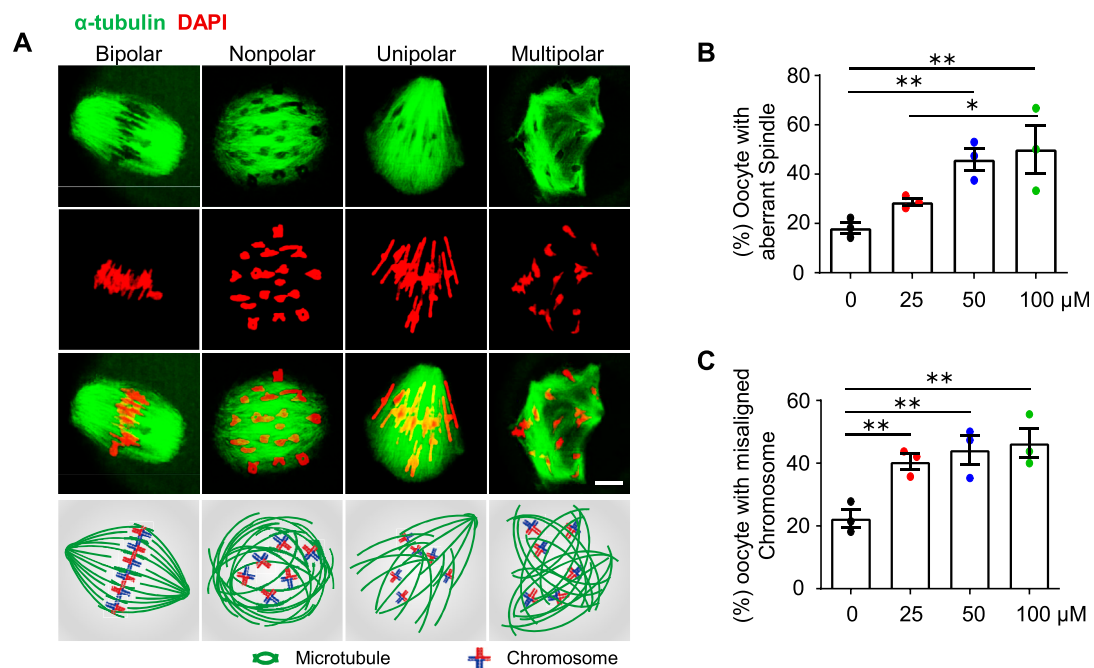 α-tubulin DAPI
A
Bipolar Nonpolar Unipolar Multipolar
Microtubule Chromosome
B
(%) Oocyte with
aberrant Spindle
80
60
40
20
0
** 
**
*
0 25 50 100 µM
C
(%) oocyte with misaligned
Chromosome
60
40
20
0
**
**
**
0 25 50 100 µM